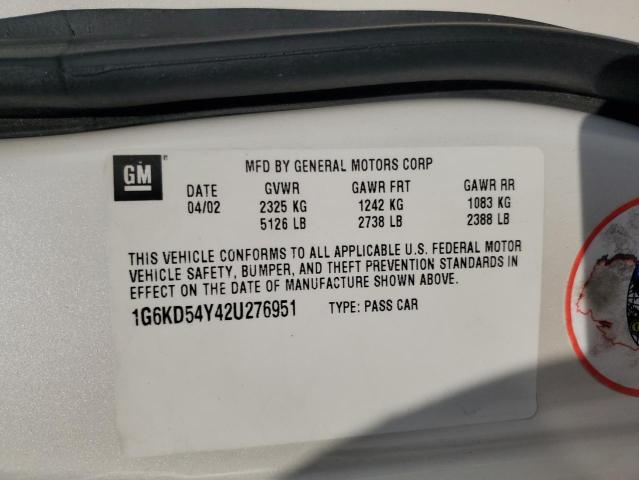 GM
MFD BY GENERAL MOTORS CORP
DATE GVWR GAWR FRT GAWR RR
04/02 2325 KG 1242 KG 1083 KG
5126 LB 2738 LB 2388 LB
THIS VEHICLE CONFORMS TO ALL APPLICABLE U.S. FEDERAL MOTOR
VEHICLE SAFETY, BUMPER, AND THEFT PREVENTION STANDARDS IN
EFFECT ON THE DATE OF MANUFACTURE SHOWN ABOVE.
1G6KD54Y42U276951 TYPE: PASS CAR